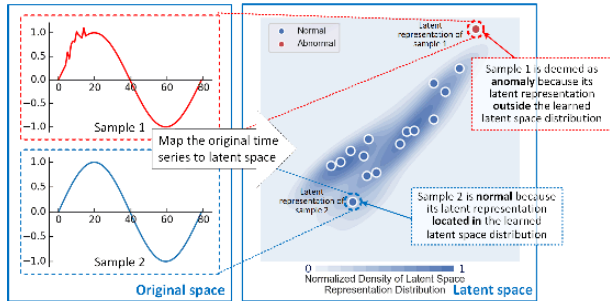 1.0
0.5
0.0
−0.5
−1.0
0
20
40
60
80
Sample 1
1.0
0.5
0.0
−0.5
−1.0
0
20
40
60
80
Sample 2
Original space
Map the original time
series to latent space
Normal
Abnormal
Latent
representation of
sample 1
Sample 1 is deemed as
anomaly because its
latent representation
outside the learned
latent space distribution
Latent
representation of
sample 2
Sample 2 is normal because
its latent representation
located in the learned
latent space distribution
0
1
Normalized Density of Latent Space
Representation Distribution
Latent space